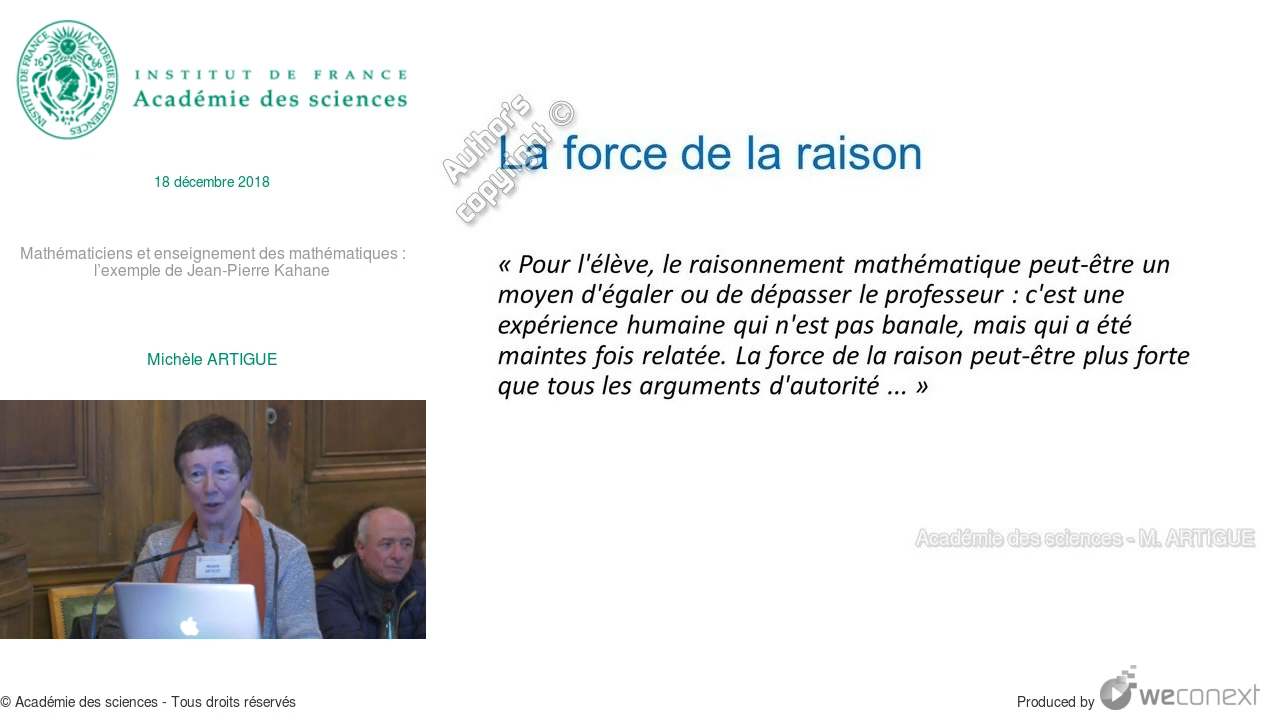 INSTITUT DE FRANCE
Académie des sciences
18 décembre 2018
Mathématiciens et enseignement des mathématiques :
l’exemple de Jean-Pierre Kahane
Michèle ARTIGUE
Author's
copyright ©
La force de la raison
« Pour l'élève, le raisonnement mathématique peut-être un
moyen d'égaler ou de dépasser le professeur : c'est une
expérience humaine qui n'est pas banale, mais qui a été
maintes fois relatée. La force de la raison peut-être plus forte
que tous les arguments d'autorité ... »
Académie des sciences - M. ARTIGUE
© Académie des sciences - Tous droits réservés
Produced by
weconext